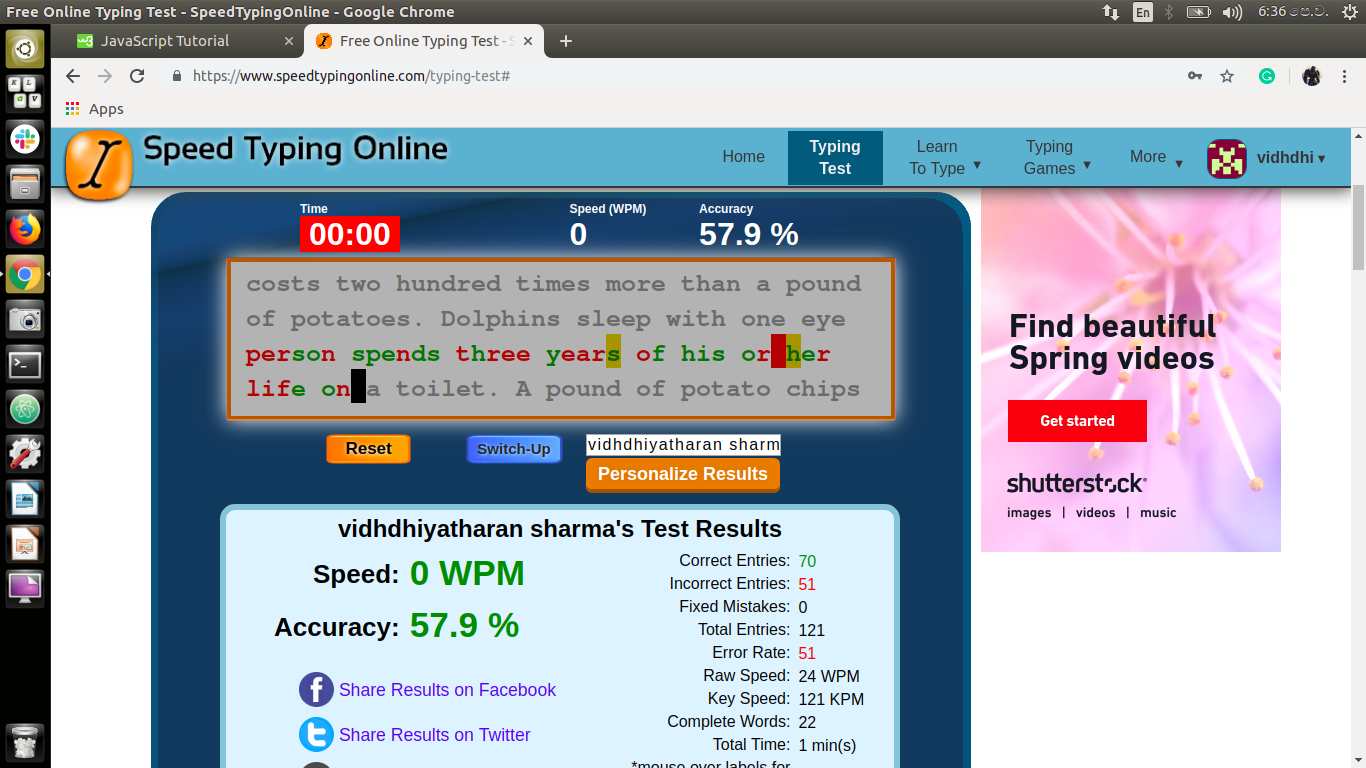 Free Online Typing Test - SpeedTypingOnline - Google Chrome
En
6:36 පෙ.ව.
JavaScript Tutorial
Free Online Typing Test - S
https://www.speedtypingonline.com/typing-test#
Apps
Speed Typing Online
Home
Typing Test
Learn To Type ▼
Typing Games ▼
More ▼
vidhdhi ▾
Time
00:00
Speed (WPM)
0
Accuracy
57.9 %
costs two hundred times more than a pound
of potatoes. Dolphins sleep with one eye
person spends three years of his or her
life on a toilet. A pound of potato chips
Reset
Switch-Up
vidhdhiyatharan sharm
Personalize Results
vidhdhiyatharan sharma's Test Results
Speed: 0 WPM
Accuracy: 57.9 %
Share Results on Facebook
Share Results on Twitter
Correct Entries: 70
Incorrect Entries: 51
Fixed Mistakes: 0
Total Entries: 121
Error Rate: 51
Raw Speed: 24 WPM
Key Speed: 121 KPM
Complete Words: 22
Total Time: 1 min(s)
*mouse over labels for
Find beautiful
Spring videos
Get started
shutterstock
images | videos | music